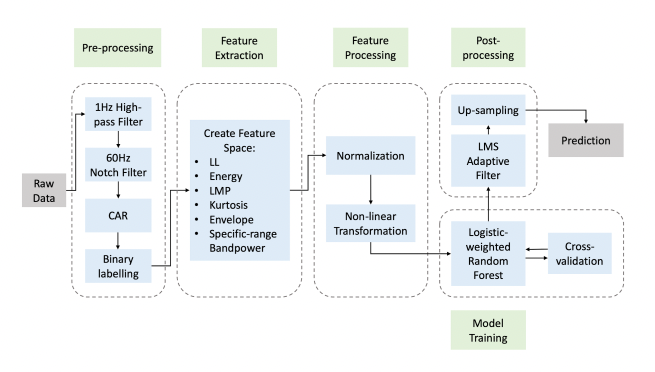 Pre-processing
Feature
Extraction
Feature
Processing
Post-
processing
Raw
Data
1Hz High-
pass Filter
60Hz
Notch Filter
CAR
Binary
labelling
Create Feature
Space:
• LL
• Energy
• LMP
• Kurtosis
• Envelope
• Specific-range
Bandpower
Normalization
Non-linear
Transformation
Up-sampling
LMS
Adaptive
Filter
Prediction
Logistic-
weighted
Random
Forest
Cross-
validation
Model
Training